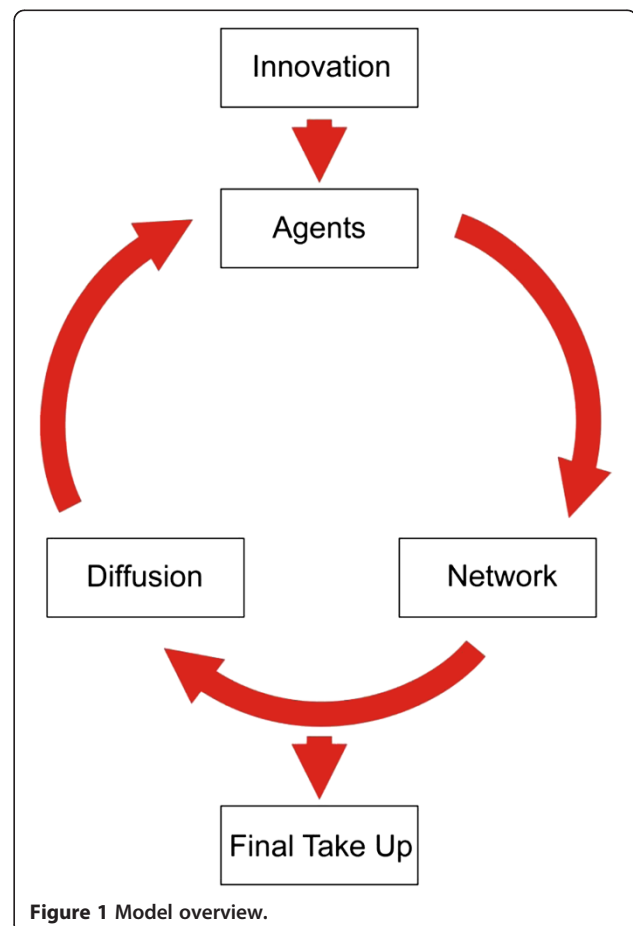 Innovation
Agents
Diffusion
Network
Final Take Up
Figure 1 Model overview.